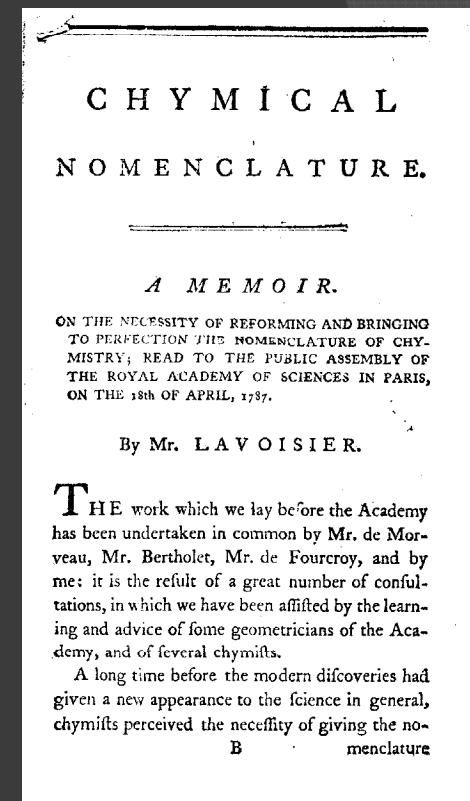 CHYMICAL
NOMENCLATURE.
A MEMOIR.
ON THE NECESSITY OF REFORMING AND BRINGING
TO PERFECTION THE NOMENCLATURE OF CHY-
MISTRY; READ TO THE PUBLIC ASSEMBLY OF
THE ROYAL ACADEMY OF SCIENCES IN PARIS,
ON THE 18th OF APRIL, 1787.
By Mr. LAVOISIER.
THE work which we lay before the Academy
has been undertaken in common by Mr. de Mor-
veau, Mr. Bertholet, Mr. de Fourcroy, and by
me: it is the reſult of a great number of conſul-
tations, in which we have been aſſiſted by the learn-
ing and advice of ſome geometricians of the Aca-
demy, and of ſeveral chymiſts.
A long time before the modern diſcoveries had
given a new appearance to the ſcience in general,
chymiſts perceived the neceſſity of giving the no-
B menclature